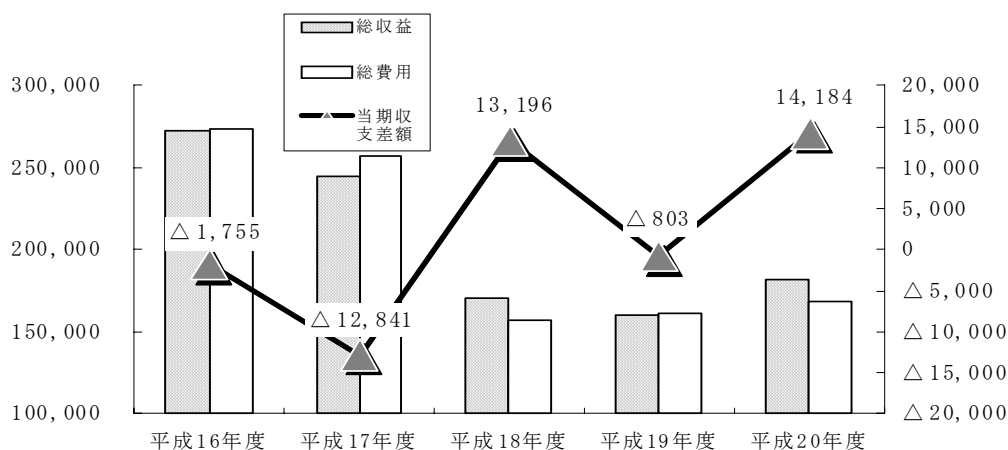 総収益
総費用
当期収
支差額
300,000
250,000
200,000
150,000
100,000
20,000
15,000
10,000
5,000
0
△5,000
△10,000
△15,000
△20,000
△1,755
△12,841
13,196
△803
14,184
平成16年度
平成17年度
平成18年度
平成19年度
平成20年度